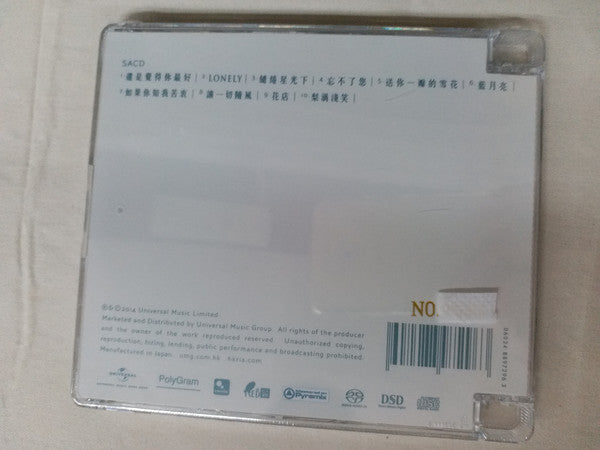 SACD
1 還是覺得你最好 | 2 LONELY | 3 繾綣星光下 | 4 忘不了您 | 5 送你一瓣的雪花 | 6 藍月亮 |
7 如果你知我苦衷 | 8 讓一切隨風 | 9 花店 | 10 梨渦淺笑 |
NO.
℗&©2014 Universal Music Limited
Marketed and Distributed by Universal Music Group. All rights of the producer
and the owner of the work reproduced reserved. Unauthorized copying,
reproduction, hiring, lending, public performance and broadcasting prohibited.
Manufactured in Japan. umg.com.hk naxia.com
UNIVERSAL
PolyGram
Pyramix
DSD